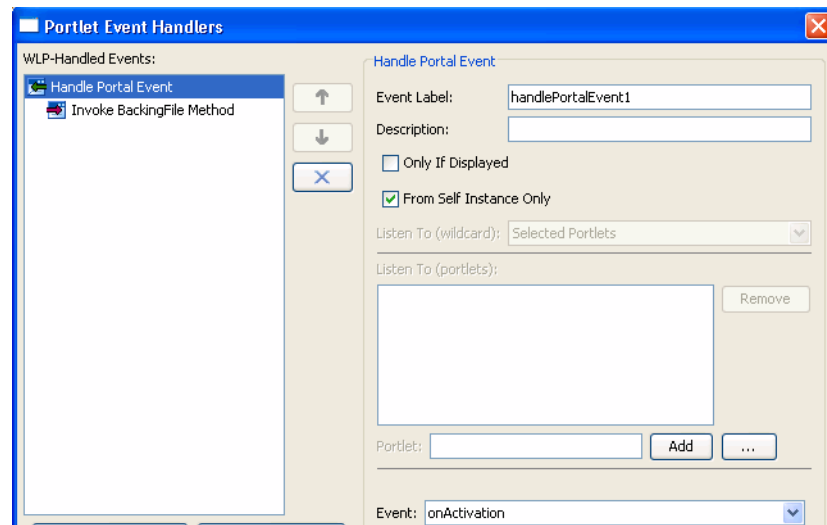 Portlet Event Handlers
WLP-Handled Events:
Handle Portal Event
Invoke BackingFile Method
Handle Portal Event
Event Label: handlePortalEvent1
Description:
Only If Displayed
From Self Instance Only
Listen To (wildcard): Selected Portlets
Listen To (portlets):
Remove
Portlet: Add ...
Event: onActivation